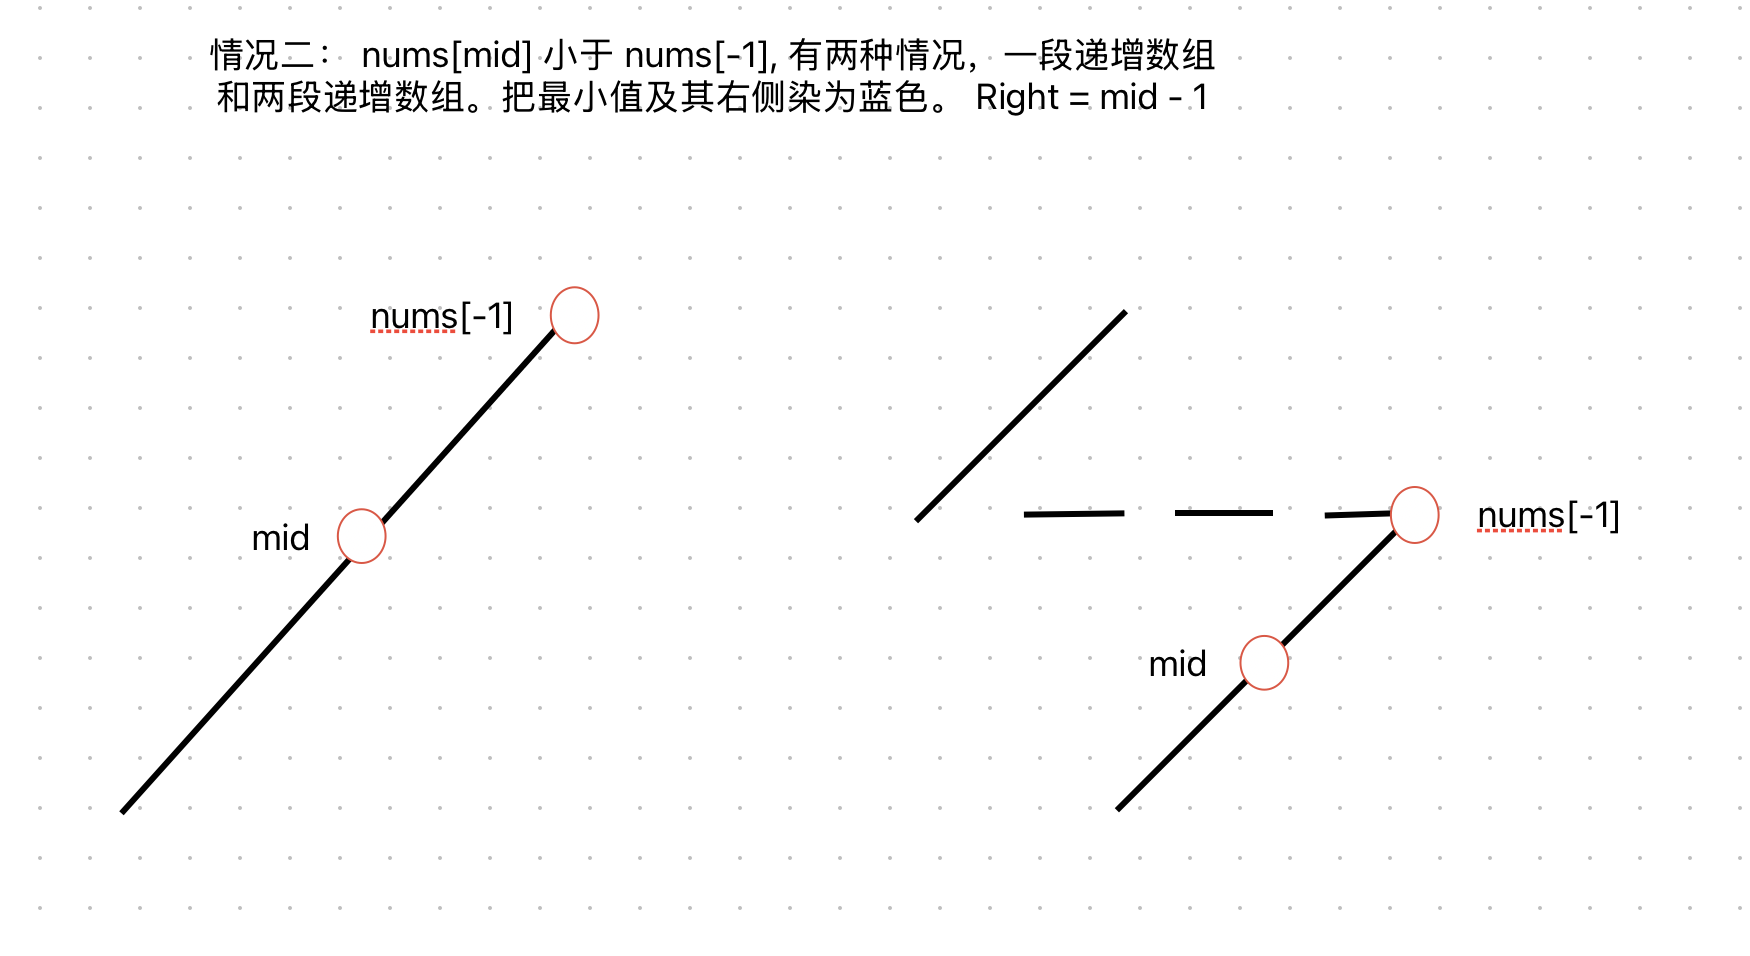 情况二： nums[mid] 小于 nums[-1], 有两种情况，一段递增数组
和两段递增数组。把最小值及其右侧染为蓝色。 Right = mid - 1
nums[-1]
mid
nums[-1]
mid